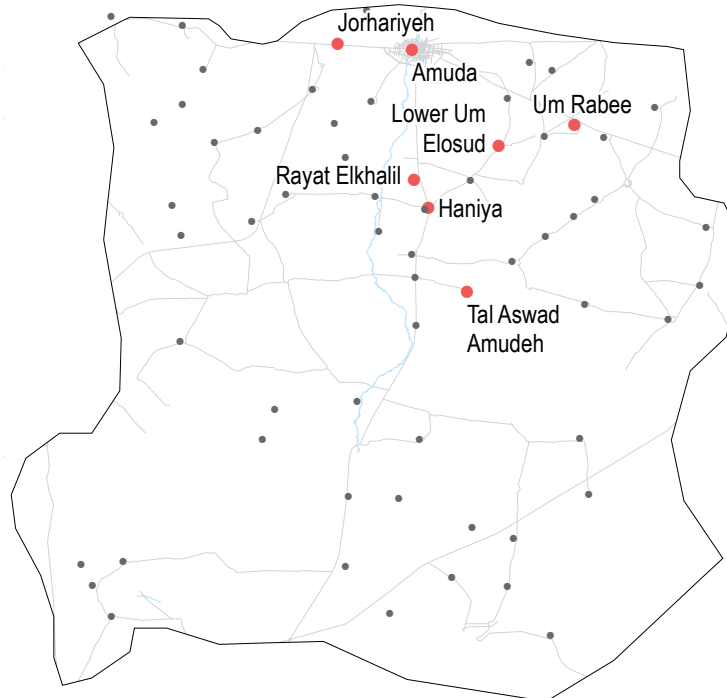 Jorhariyeh
Amuda
Lower Um
Elosud
Um Rabee
Rayat Elkhalil
Haniya
Tal Aswad
Amudeh